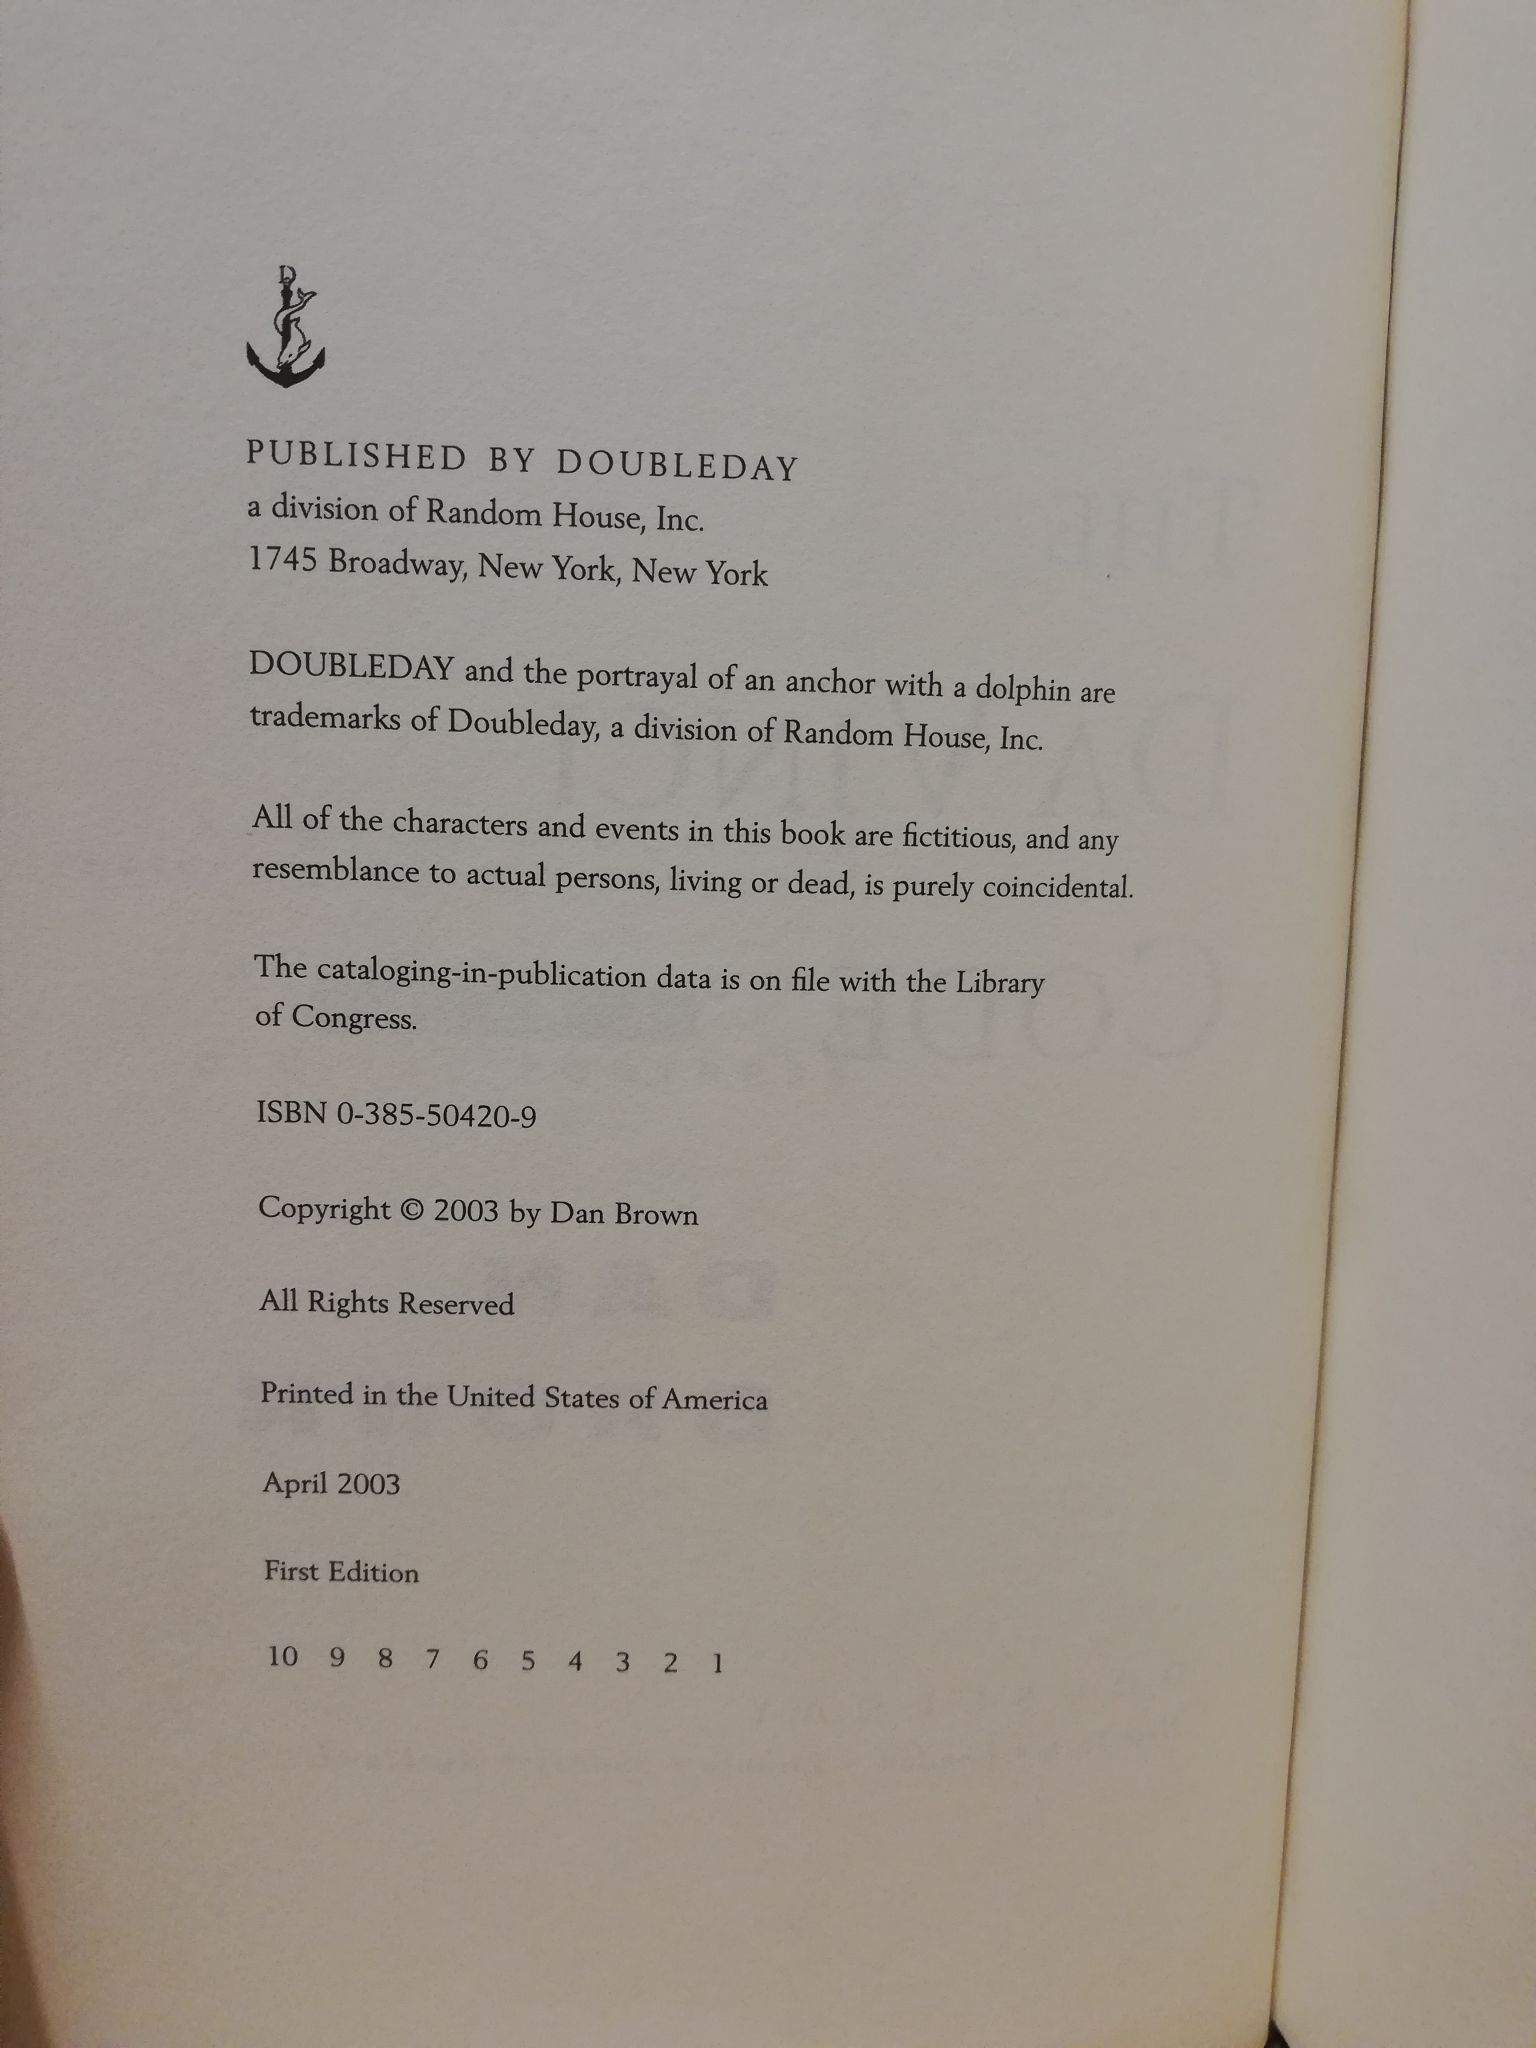 D
PUBLISHED BY DOUBLEDAY
a division of Random House, Inc.
1745 Broadway, New York, New York
DOUBLEDAY and the portrayal of an anchor with a dolphin are
trademarks of Doubleday, a division of Random House, Inc.
All of the characters and events in this book are fictitious, and any
resemblance to actual persons, living or dead, is purely coincidental.
The cataloging-in-publication data is on file with the Library
of Congress.
ISBN 0-385-50420-9
Copyright © 2003 by Dan Brown
All Rights Reserved
Printed in the United States of America
April 2003
First Edition
10 9 8 7 6 5 4 3 2 1